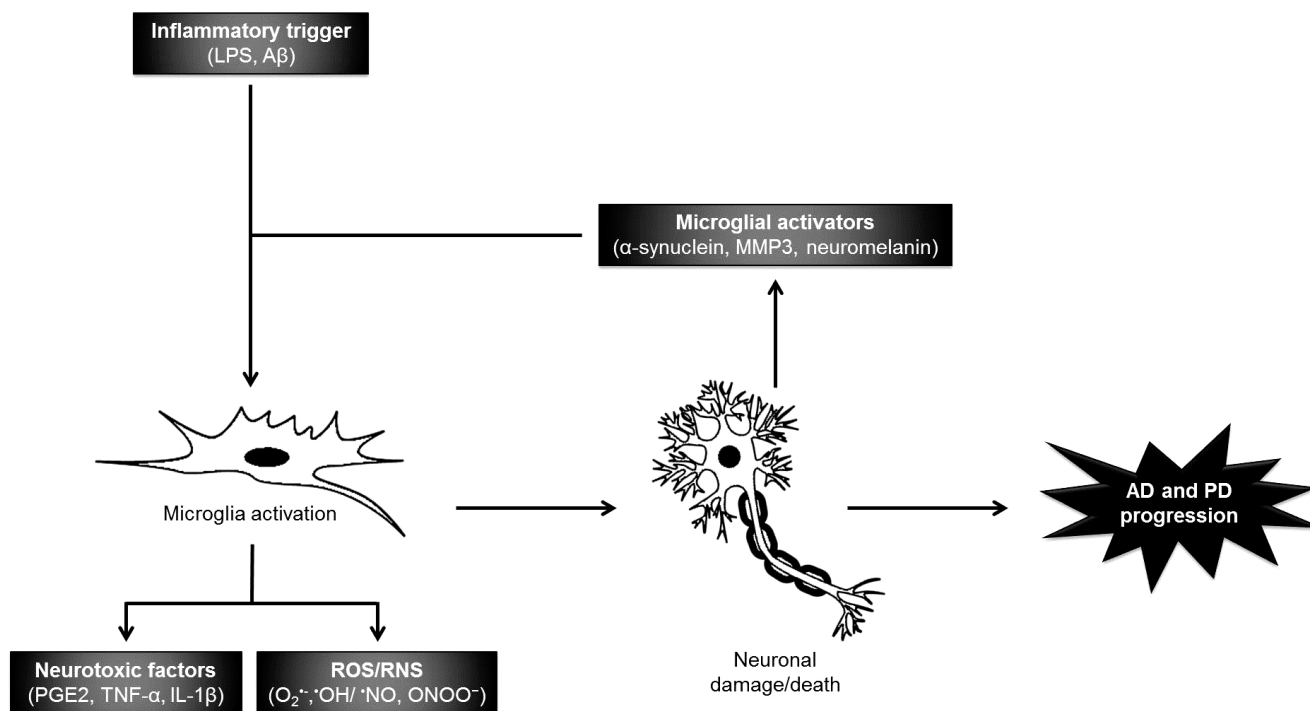 Inflammatory trigger
(LPS, Aβ)
Microglial activators
(α-synuclein, MMP3, neuromelanin)
Microglia activation
AD and PD
progression
Neurotoxic factors
(PGE2, TNF-α, IL-1β)
ROS/RNS
(O₂•-,•OH/ •NO, ONOO⁻)
Neuronal
damage/death